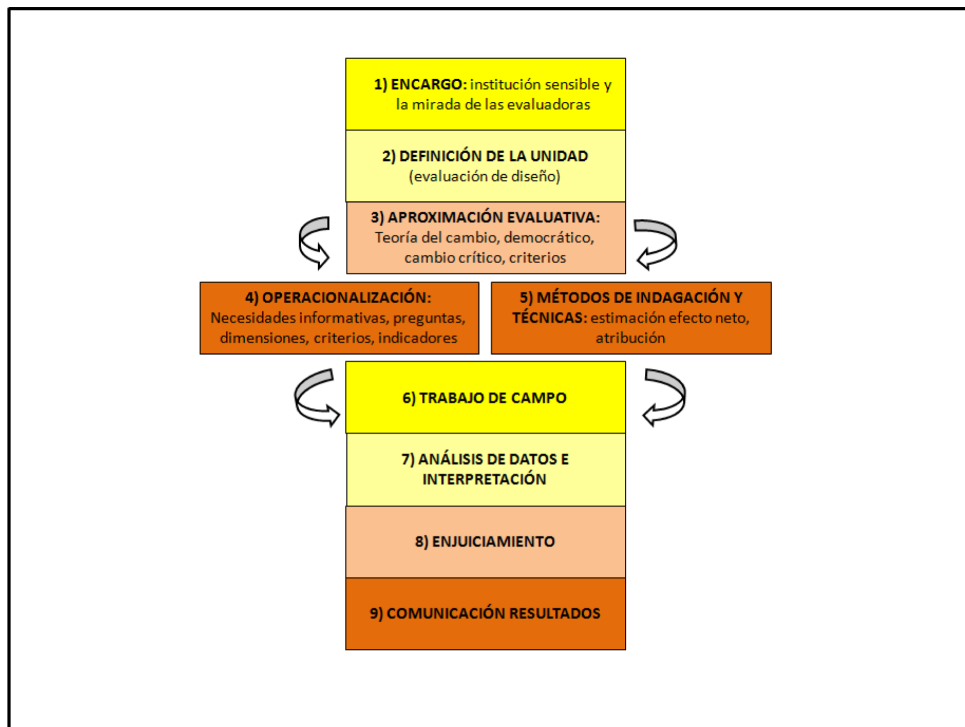 1) ENCARGO: institución sensible y
la mirada de las evaluadoras
2) DEFINICIÓN DE LA UNIDAD
(evaluación de diseño)
3) APROXIMACIÓN EVALUATIVA:
Teoría del cambio, democrático,
cambio crítico, criterios
4) OPERACIONALIZACIÓN:
Necesidades informativas, preguntas,
dimensiones, criterios, indicadores
5) MÉTODOS DE INDAGACIÓN Y
TÉCNICAS: estimación efecto neto,
atribución
6) TRABAJO DE CAMPO
7) ANÁLISIS DE DATOS E
INTERPRETACIÓN
8) ENJUICIAMIENTO
9) COMUNICACIÓN RESULTADOS